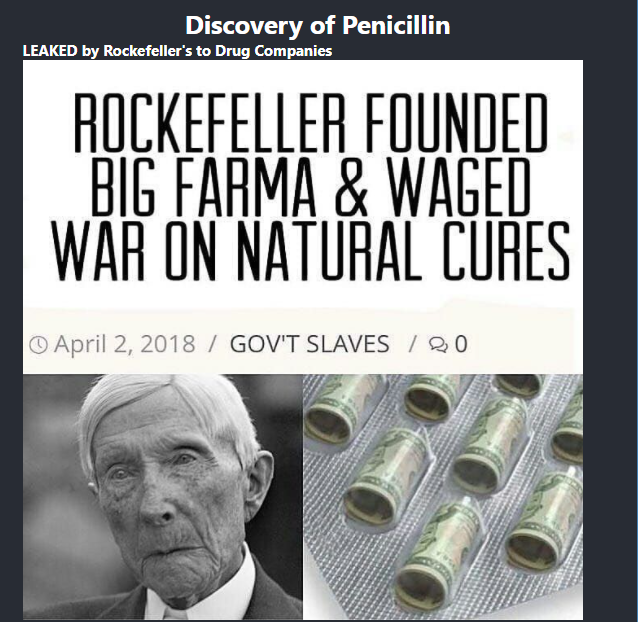 Discovery of Penicillin
LEAKED by Rockefeller's to Drug Companies
ROCKEFELLER FOUNDED
BIG FARMA & WAGED
WAR ON NATURAL CURES
April 2, 2018 / GOV'T SLAVES / 0